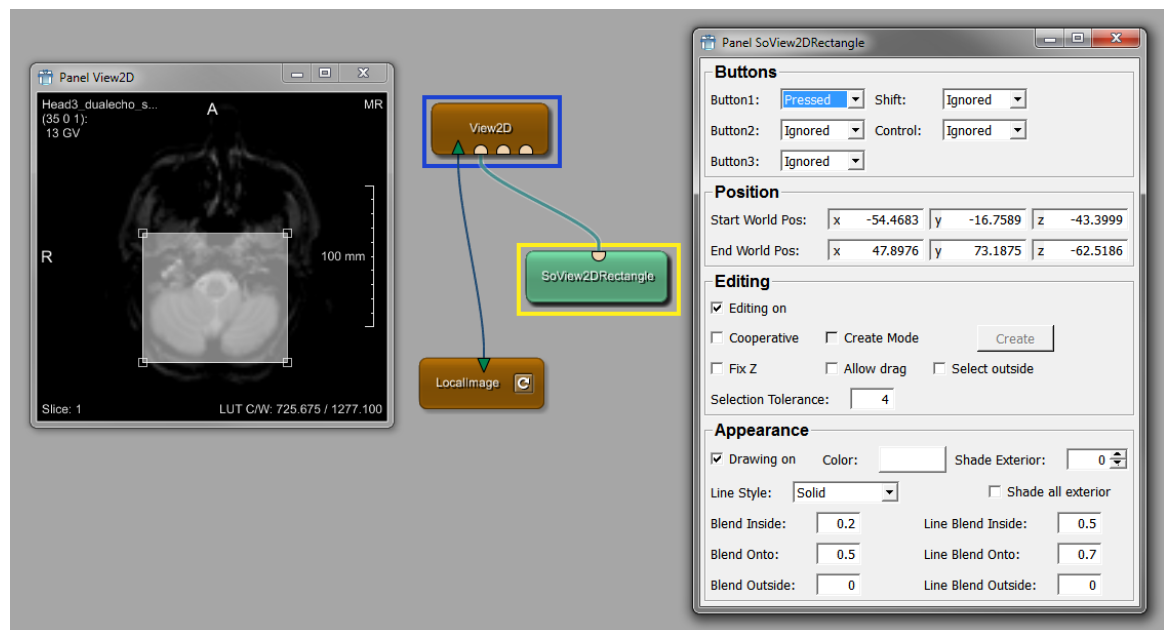 Panel View2D
Head3_dualecho_s...
(35 0 1):
13 GV
A
MR
R
100 mm
Slice: 1
LUT C/W: 725.675 / 1277.100
View2D
SoView2DRectangle
LocalImage
Panel SoView2DRectangle
Buttons
Button1: Pressed Shift: Ignored
Button2: Ignored Control: Ignored
Button3: Ignored
Position
Start World Pos: x -54.4683 y -16.7589 z -43.3999
End World Pos: x 47.8976 y 73.1875 z -62.5186
Editing
Editing on
Cooperative Create Mode Create
Fix Z Allow drag Select outside
Selection Tolerance: 4
Appearance
Drawing on Color: Shade Exterior: 0
Line Style: Solid Shade all exterior
Blend Inside: 0.2 Line Blend Inside: 0.5
Blend Onto: 0.5 Line Blend Onto: 0.7
Blend Outside: 0 Line Blend Outside: 0